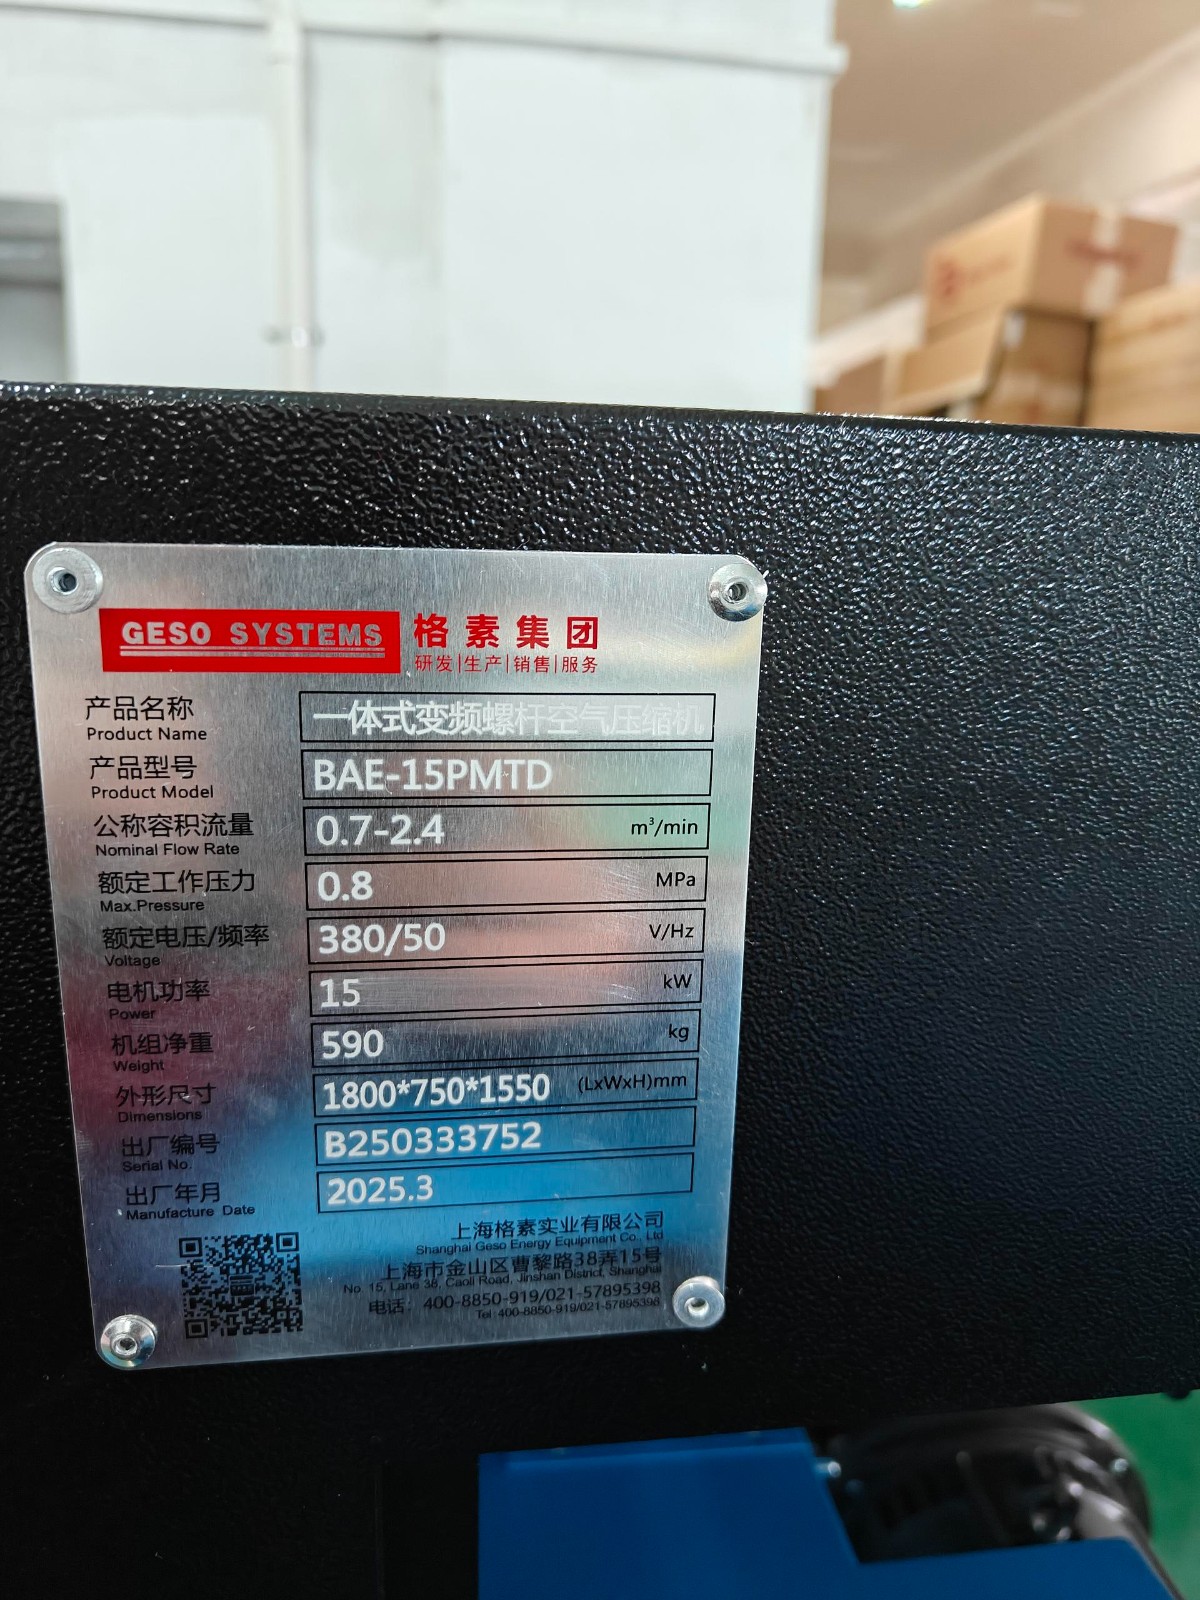 GESO SYSTEMS 格素集团
研发|生产|销售|服务
产品名称 一体式变频螺杆空气压缩机
Product Name
产品型号 BAE-15PMTD
Product Model
公称容积流量 0.7-2.4 m³/min
Nominal Flow Rate
额定工作压力 0.8 MPa
Max.Pressure
额定电压/频率 380/50 V/Hz
Voltage
电机功率 15 kW
Power
机组净重 590 kg
Weight
外形尺寸 1800*750*1550 (LxWxH)mm
Dimensions
出厂编号 B250333752
Serial No.
出厂年月 2025.3
Manufacture Date
上海格素实业有限公司
Shanghai Geso Energy Equipment Co., Ltd
上海市金山区曹黎路38弄15号
No. 15, Lane 38, Caoli Road, Jinshan District, Shanghai
电话: 400-8850-919/021-57895398
Tel: 400-8850-919/021-57895398